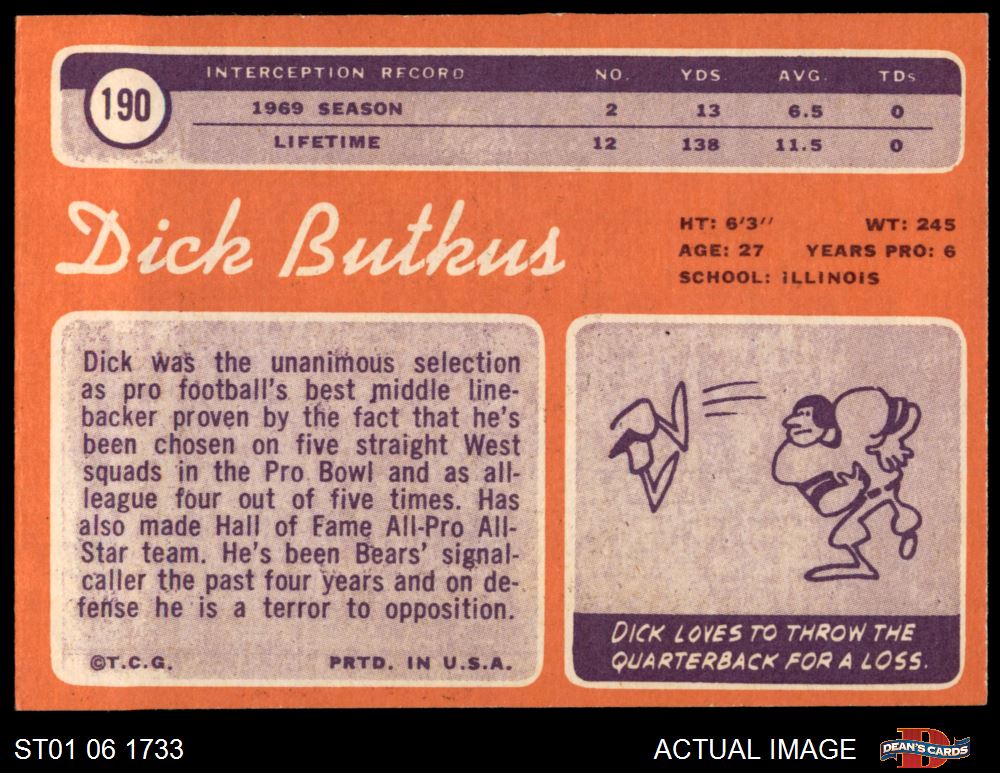 190
INTERCEPTION RECORD NO. YDS AVG. TDs
1969 SEASON 2 13 6.5 0
LIFETIME 12 138 11.5 0
Dick Butkus
HT: 6'3'' WT: 245
AGE: 27 YEARS PRO: 6
SCHOOL: iLLINOIS
Dick was the unanimous selection
as pro football's best middle line-
backer proven by the fact that he's
been chosen on five straight West
squads in the Pro Bowl and as all-
league four out of five times. Has
also made Hall of Fame All-Pro All-
Star team. He's been Bears' signal-
caller the past four years and on de-
fense he is a terror to opposition.
©T.C.G. PRTD. IN U.S.A.
DICK LOVES TO THROW THE
QUARTERBACK FOR A LOSS.
ST01 06 1733 ACTUAL IMAGE DEAN'S CARDS